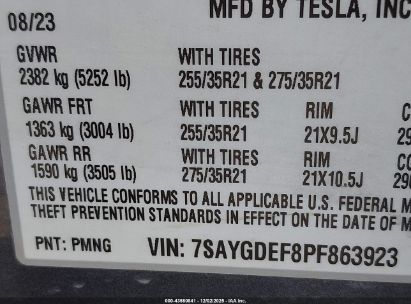 MFD BY TESLA, INC
08/23
GVWR WITH TIRES
2382 kg (5252 lb) 255/35R21 & 275/35R21
GAWR FRT WITH TIRES RIM
1363 kg (3004 lb) 255/35R21 21X9.5J
GAWR RR WITH TIRES RIM
1590 kg (3505 lb) 275/35R21 21X10.5J
THIS VEHICLE CONFORMS TO ALL APPLICABLE U.S. FEDERAL
THEFT PREVENTION STANDARDS IN EFFECT ON THE DATE OF
PNT: PMNG VIN: 7SAYGDEF8PF863923